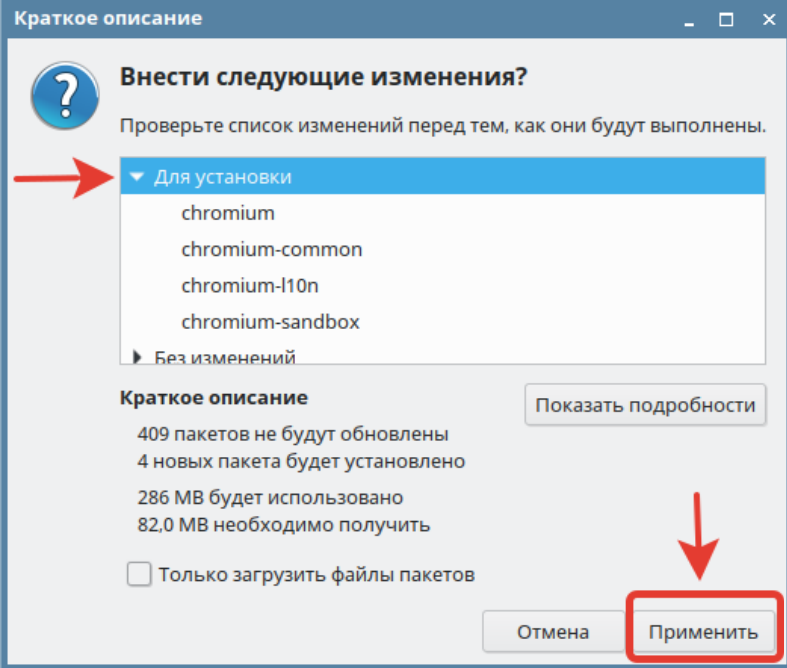 Краткое описание
Внести следующие изменения?
Проверьте список изменений перед тем, как они будут выполнены.
Для установки
chromium
chromium-common
chromium-l10n
chromium-sandbox
Без изменений
Краткое описание
Показать подробности
409 пакетов не будут обновлены
4 новых пакета будет установлено
286 MB будет использовано
82,0 MB необходимо получить
Только загрузить файлы пакетов
Отмена
Применить